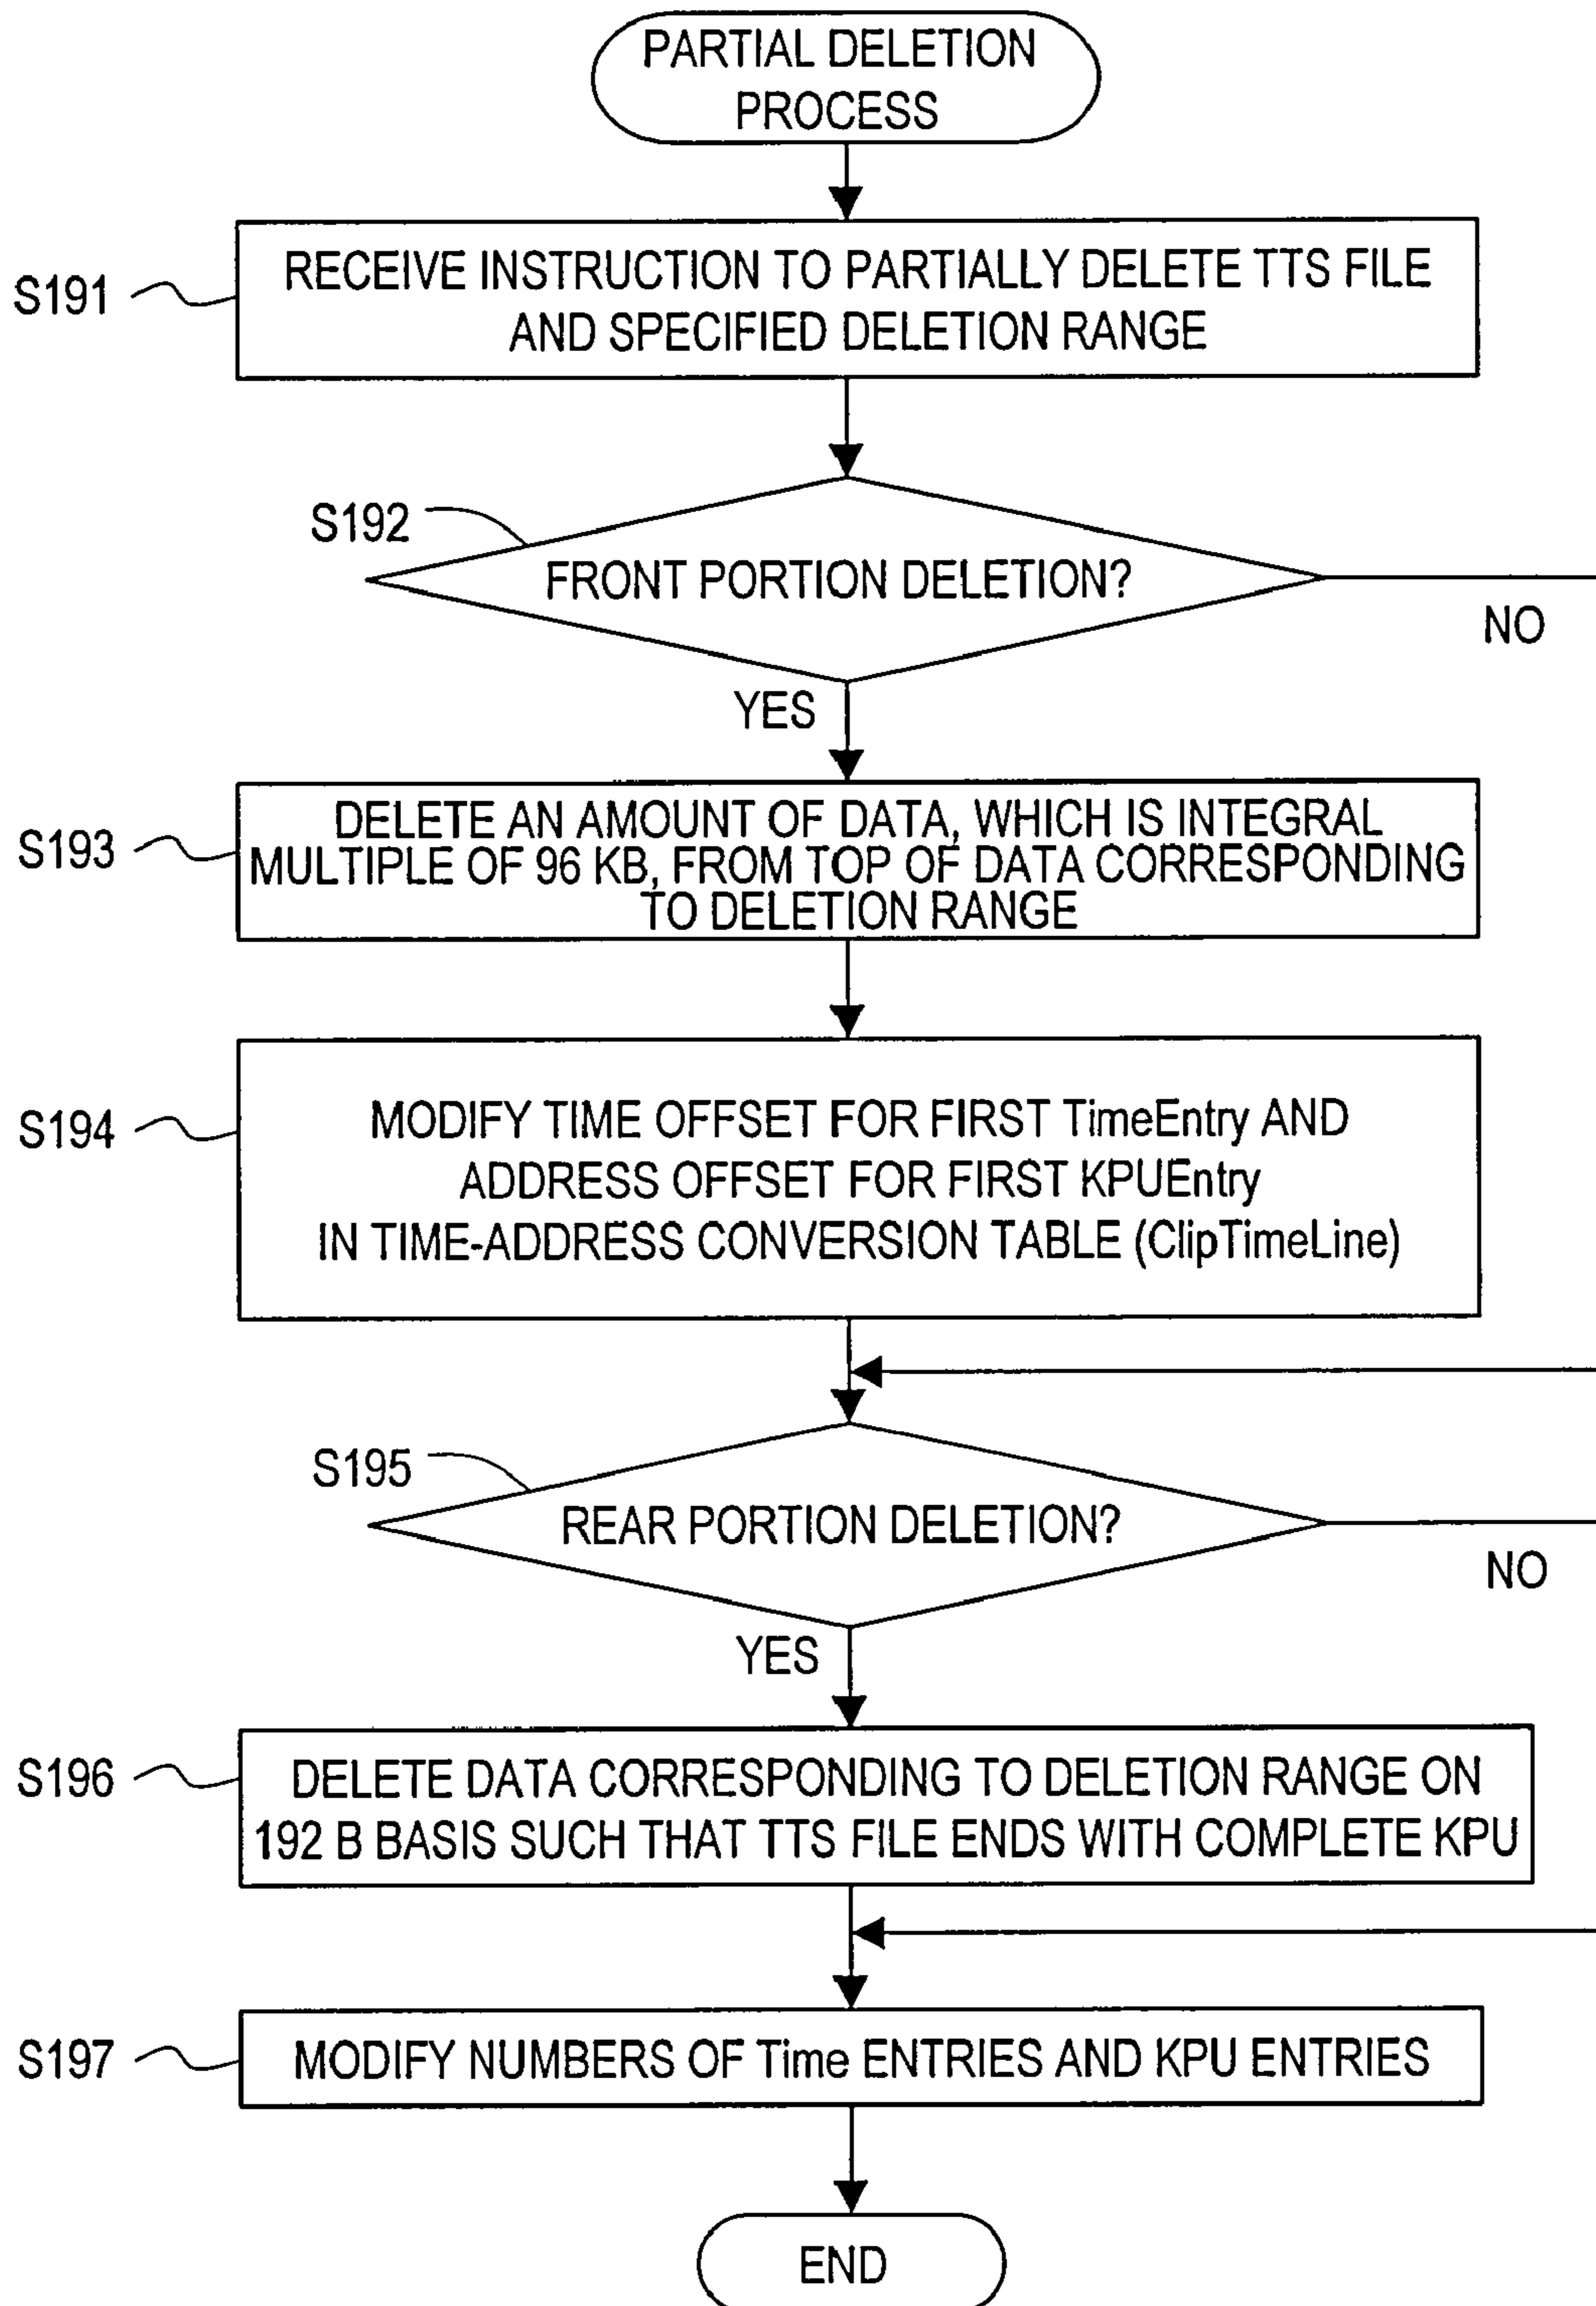 PARTIAL DELETION
PROCESS
S191
RECEIVE INSTRUCTION TO PARTIALLY DELETE TTS FILE
AND SPECIFIED DELETION RANGE
S192
FRONT PORTION DELETION?
NO
YES
S193
DELETE AN AMOUNT OF DATA, WHICH IS INTEGRAL
MULTIPLE OF 96 KB, FROM TOP OF DATA CORRESPONDING
TO DELETION RANGE
S194
MODIFY TIME OFFSET FOR FIRST TimeEntry AND
ADDRESS OFFSET FOR FIRST KPUEntry
IN TIME-ADDRESS CONVERSION TABLE (ClipTimeLine)
S195
REAR PORTION DELETION?
NO
YES
S196
DELETE DATA CORRESPONDING TO DELETION RANGE ON
192 B BASIS SUCH THAT TTS FILE ENDS WITH COMPLETE KPU
S197
MODIFY NUMBERS OF Time ENTRIES AND KPU ENTRIES
END